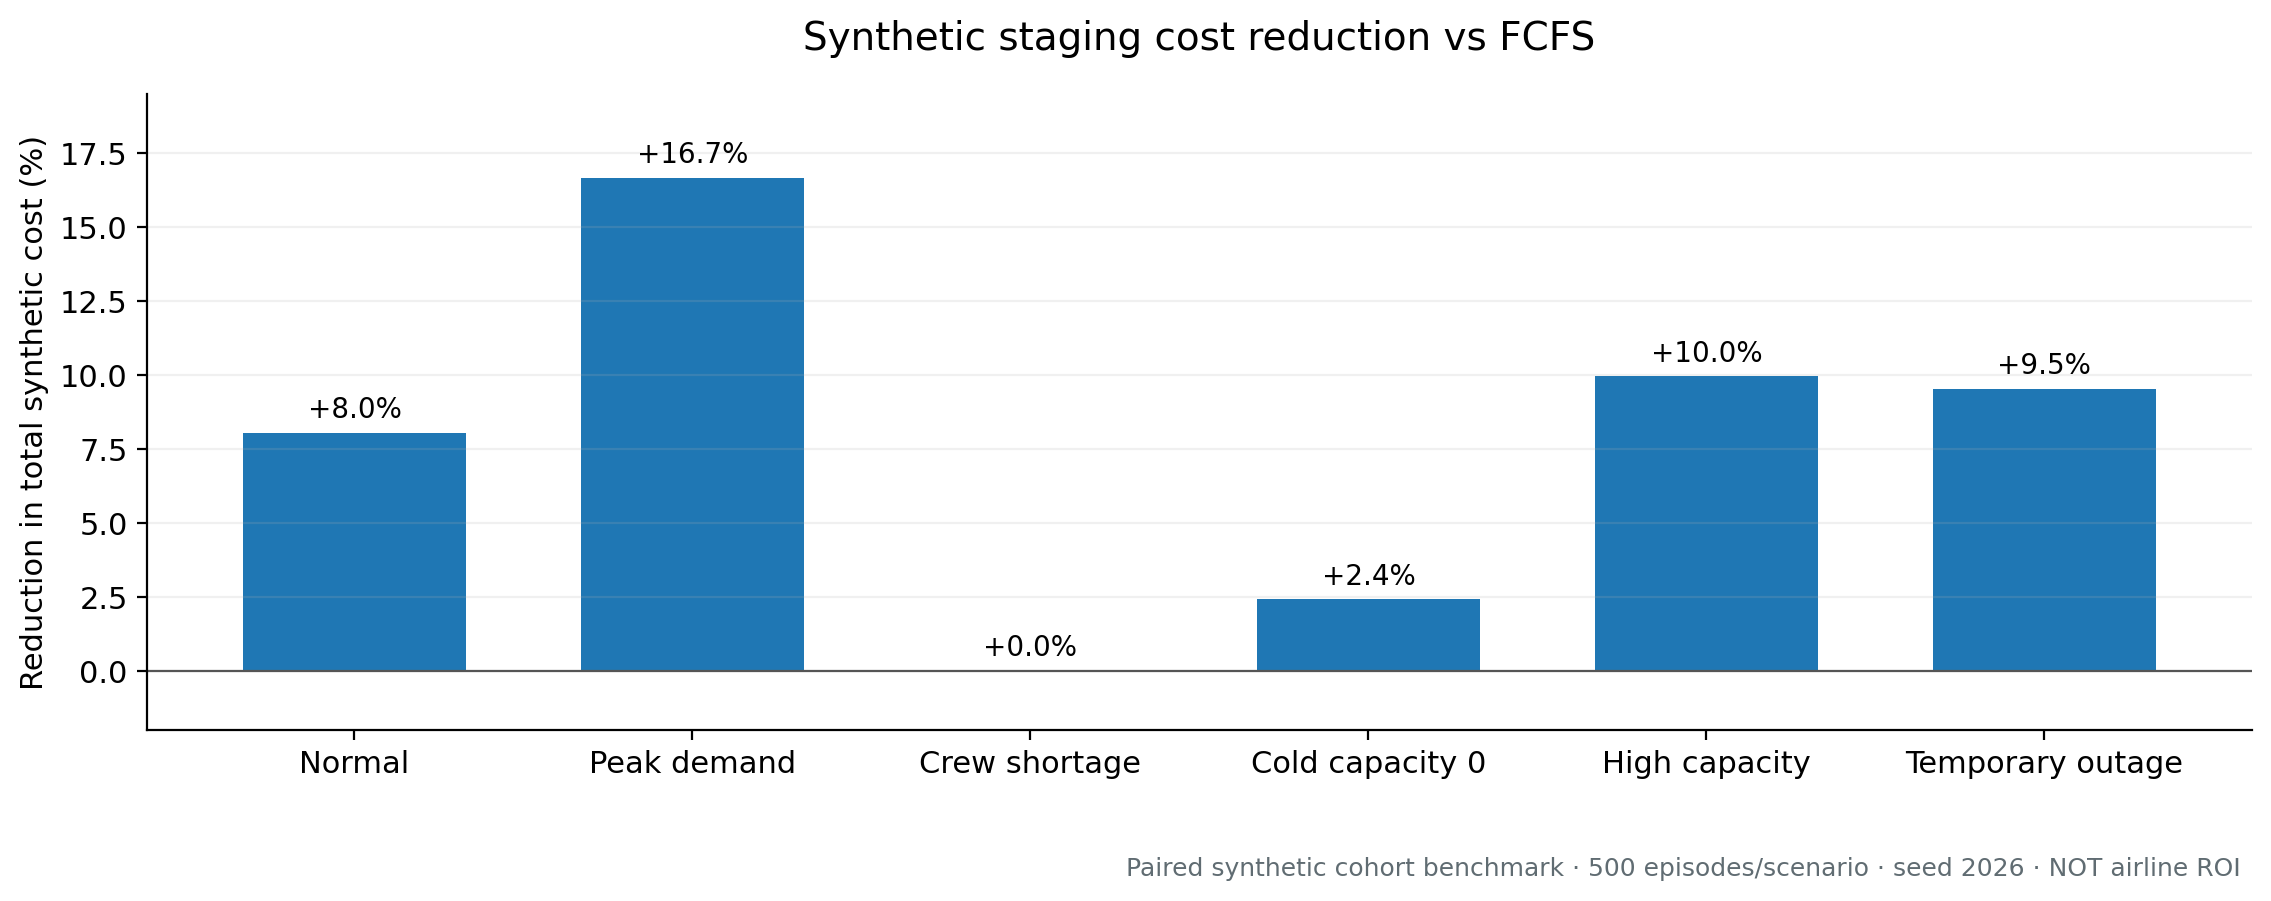 Synthetic staging cost reduction vs FCFS
Reduction in total synthetic cost (%)
17.5
15.0
12.5
10.0
7.5
5.0
2.5
0.0
+8.0%
+16.7%
+0.0%
+2.4%
+10.0%
+9.5%
Normal
Peak demand
Crew shortage
Cold capacity 0
High capacity
Temporary outage
Paired synthetic cohort benchmark · 500 episodes/scenario · seed 2026 · NOT airline ROI